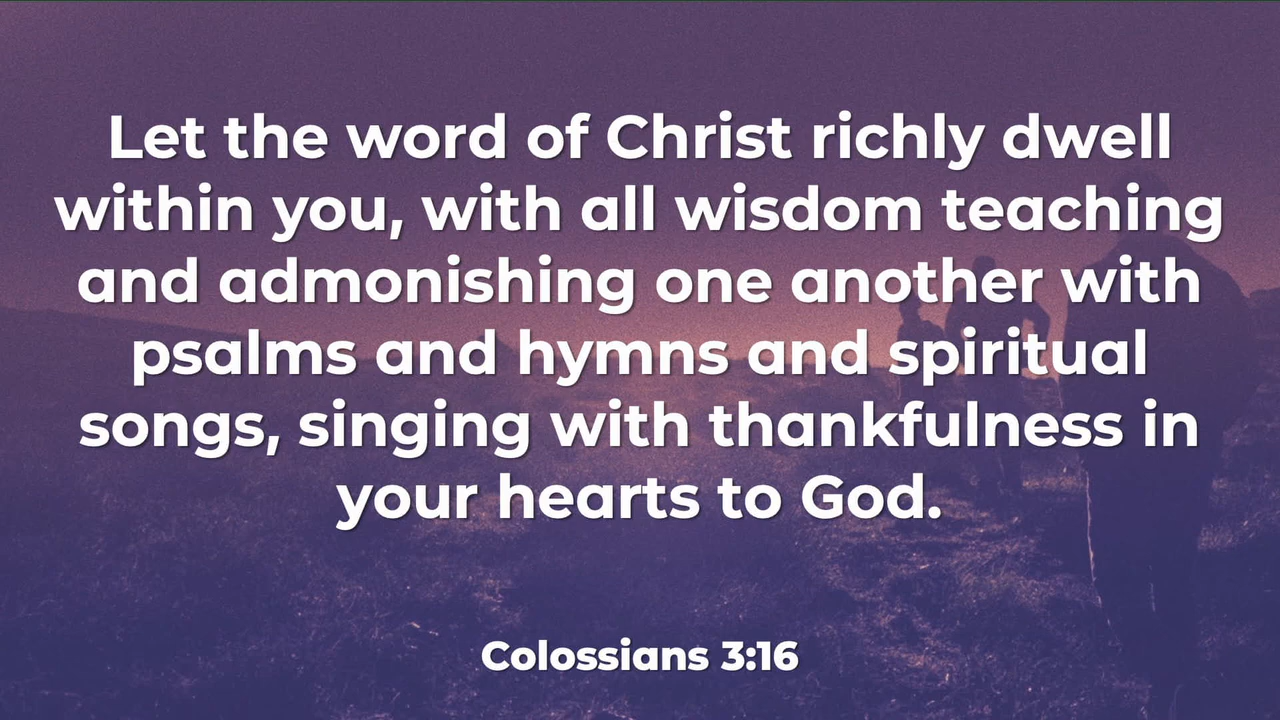 Let the word of Christ richly dwell
within you, with all wisdom teaching
and admonishing one another with
psalms and hymns and spiritual
songs, singing with thankfulness in
your hearts to God.
Colossians 3:16